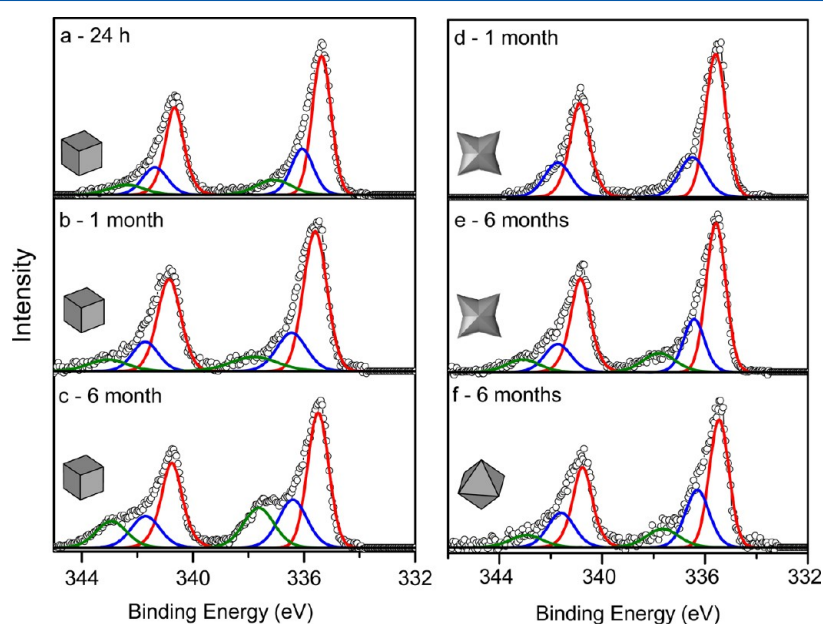 a - 24 h
b - 1 month
c - 6 month
d - 1 month
e - 6 months
f - 6 months
Intensity
344 340 336 332
344 340 336 332
Binding Energy (eV)
Binding Energy (eV)